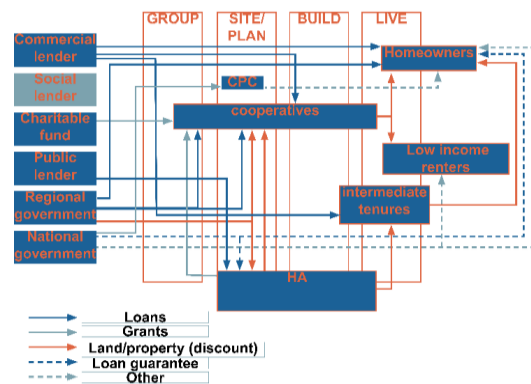 GROUP
SITE/
PLAN
BUILD
LIVE
Commercial
lender
Social
lender
Charitable
fund
Public
lender
Regional
government
National
government
Homeowners
CPC
cooperatives
Low income
renters
intermediate
tenures
HA
Loans
Grants
Land/property (discount)
Loan guarantee
Other